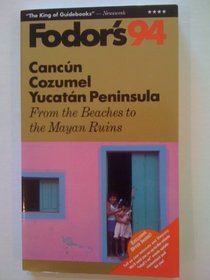 "The King of Guidebooks" — Newsweek
★★★★
Fodor's 94
Cancún
Cozumel
Yucatán Peninsula
From the Beaches to
the Mayan Ruins